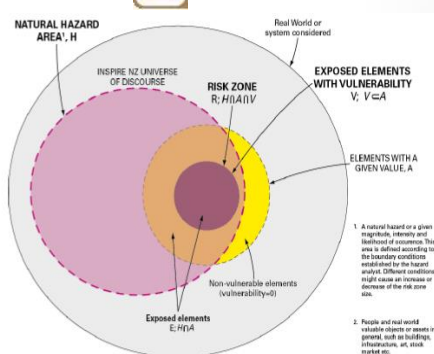 NATURAL HAZARD
AREA¹, H
Real World or
system considered
INSPIRE NZ UNIVERSE
OF DISCOURSE
RISK ZONE
R; H∩A∩V
EXPOSED ELEMENTS
WITH VULNERABILITY
V; V⊂A
ELEMENTS WITH A
GIVEN VALUE, A
Non-vulnerable elements
(vulnerability=0)
Exposed elements
E; H∩A
1. A natural hazard or a given
magnitude, intensity and
likelihood of occurence. This
area is defined according to
the boundary conditions
established by the hazard
analyst. Different conditions
might cause an increase or
decrease of the risk zone
size.
2. People and real world
valuable objects or assets in
general, such as buildings,
infrastructure, art, stock
market etc.